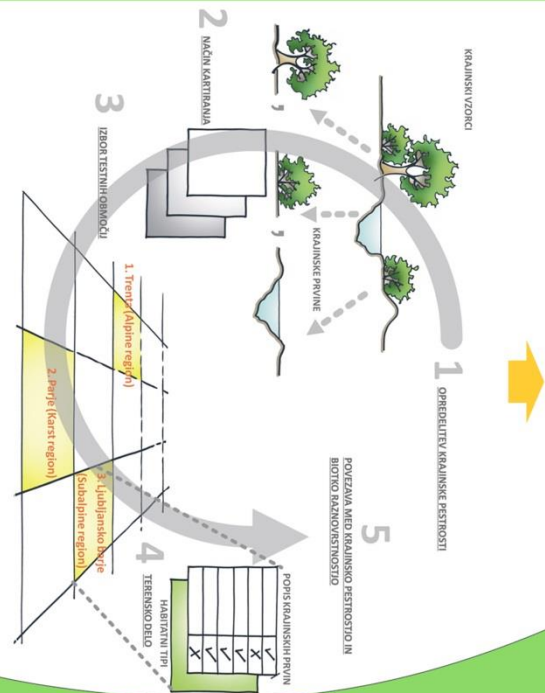 KRAJINSKI VZORCI
KRAJINSKE PRVINE
1
OPREDELITEV KRAJINSKE PESTROSTI
2
NAČIN KARTIRANJA
3
IZBOR TESTNIH OBMOČIJ
1. Trenta (Alpine region)
2. Parje (Karst region)
3. Ljubljansko barje
(Subalpine region)
4
TERENSKO DELO
HABITATNI TIPI
POPIS KRAJINSKIH PRVIN
5
POVEZAVA MED KRAJINSKO PESTROSTJO IN
BIOTKO RAZNOVRSTNOSTJO